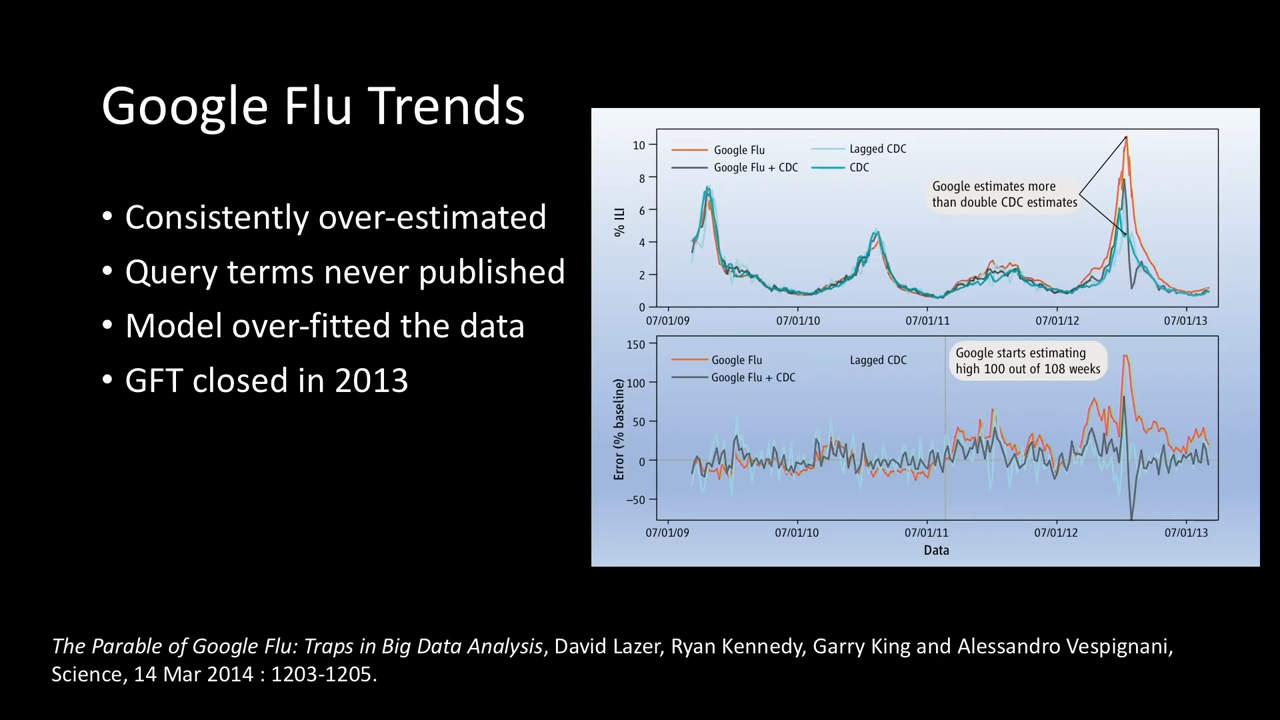 Google Flu Trends
• Consistently over-estimated
• Query terms never published
• Model over-fitted the data
• GFT closed in 2013
Google Flu
Lagged CDC
Google Flu + CDC
CDC
Google estimates more
than double CDC estimates
% ILI
10
8
6
4
2
0
07/01/09
07/01/10
07/01/11
07/01/12
07/01/13
Google Flu
Lagged CDC
Google Flu + CDC
Google starts estimating
high 100 out of 108 weeks
Error (% baseline)
150
100
50
0
–50
07/01/09
07/01/10
07/01/11
07/01/12
07/01/13
Data
The Parable of Google Flu: Traps in Big Data Analysis, David Lazer, Ryan Kennedy, Garry King and Alessandro Vespignani,
Science, 14 Mar 2014 : 1203-1205.